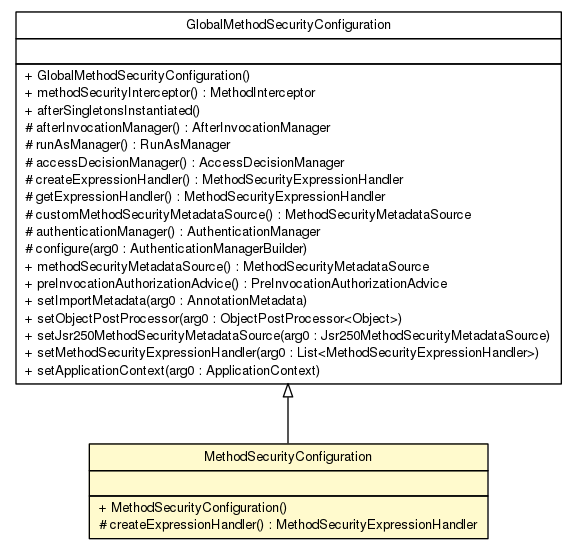 GlobalMethodSecurityConfiguration
+ GlobalMethodSecurityConfiguration()
+ methodSecurityInterceptor() : MethodInterceptor
+ afterSingletonsInstantiated()
# afterInvocationManager() : AfterInvocationManager
# runAsManager() : RunAsManager
# accessDecisionManager() : AccessDecisionManager
# createExpressionHandler() : MethodSecurityExpressionHandler
# getExpressionHandler() : MethodSecurityExpressionHandler
# customMethodSecurityMetadataSource() : MethodSecurityMetadataSource
# authenticationManager() : AuthenticationManager
# configure(arg0 : AuthenticationManagerBuilder)
+ methodSecurityMetadataSource() : MethodSecurityMetadataSource
+ preInvocationAuthorizationAdvice() : PreInvocationAuthorizationAdvice
+ setImportMetadata(arg0 : AnnotationMetadata)
+ setObjectPostProcessor(arg0 : ObjectPostProcessor<Object>)
+ setJsr250MethodSecurityMetadataSource(arg0 : Jsr250MethodSecurityMetadataSource)
+ setMethodSecurityExpressionHandler(arg0 : List<MethodSecurityExpressionHandler>)
+ setApplicationContext(arg0 : ApplicationContext)
MethodSecurityConfiguration
+ MethodSecurityConfiguration()
# createExpressionHandler() : MethodSecurityExpressionHandler